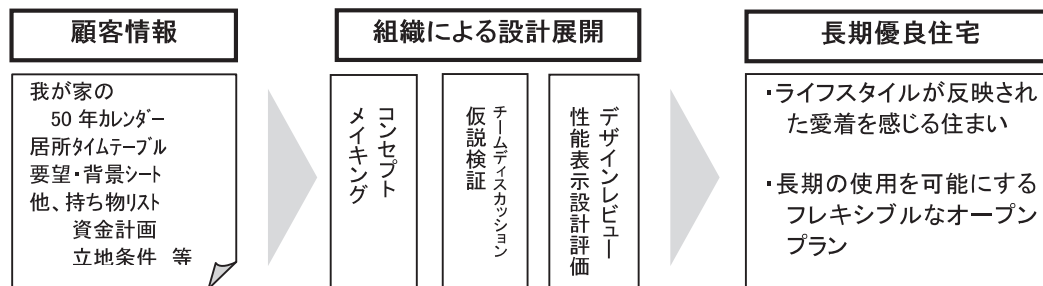 顧客情報
我が家の
50 年カレンダー
居所タイムテーブル
要望・背景シート
他、持ち物リスト
資金計画
立地条件 等
組織による設計展開
コンセプト
メイキング
チームディスカッション
仮説検証
デザインレビュー
性能表示設計評価
長期優良住宅
・ライフスタイルが反映され
た愛着を感じる住まい
・長期の使用を可能にする
フレキシブルなオープン
プラン